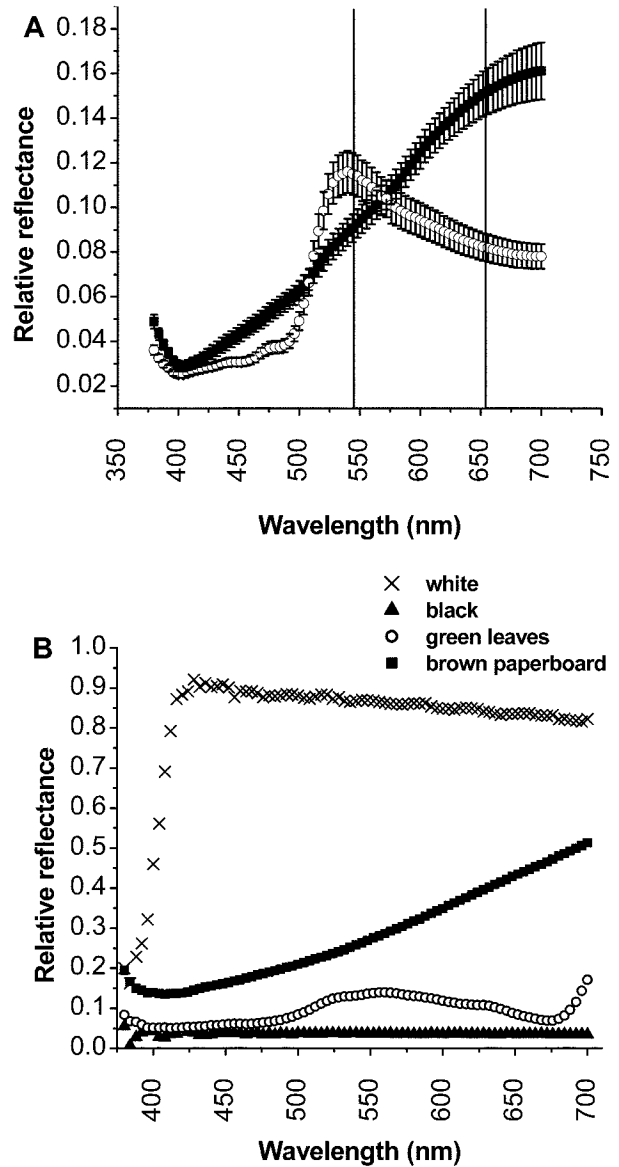 A
0.18
0.16
0.14
0.12
0.10
0.08
0.06
0.04
0.02
Relative reflectance
350 400 450 500 550 600 650 700 750
Wavelength (nm)
white
black
green leaves
brown paperboard
B
1.0
0.9
0.8
0.7
0.6
0.5
0.4
0.3
0.2
0.1
0.0
Relative reflectance
400 450 500 550 600 650 700
Wavelength (nm)